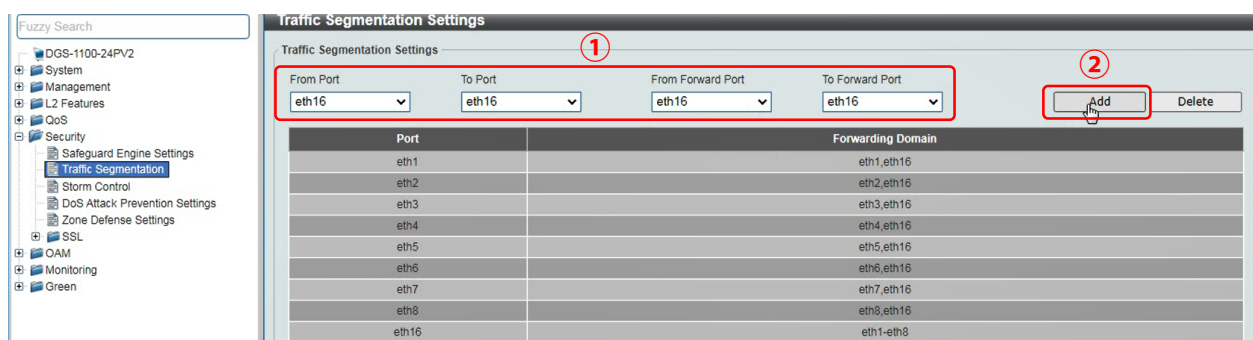 Fuzzy Search
DGS-1100-24PV2
System
Management
L2 Features
QoS
Security
Safeguard Engine Settings
Traffic Segmentation
Storm Control
DoS Attack Prevention Settings
Zone Defense Settings
SSL
OAM
Monitoring
Green
Traffic Segmentation Settings
Traffic Segmentation Settings
①
②
From Port To Port From Forward Port To Forward Port
eth16 eth16 eth16 eth16 Add Delete
Port Forwarding Domain
eth1 eth1,eth16
eth2 eth2,eth16
eth3 eth3,eth16
eth4 eth4,eth16
eth5 eth5,eth16
eth6 eth6,eth16
eth7 eth7,eth16
eth8 eth8,eth16
eth16 eth1-eth8